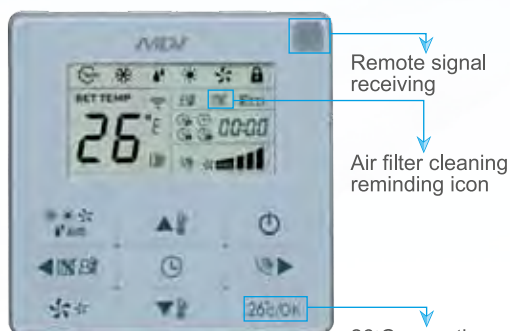 MDV
Remote signal
receiving
SET TEMP
Air filter cleaning
reminding icon
26
00:00
26℃/OK